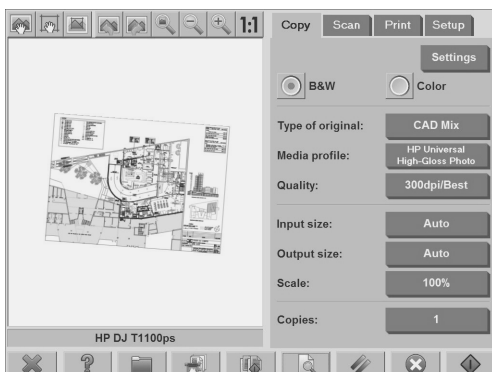 1:1
Copy Scan Print Setup
Settings
B&W Color
Type of original: CAD Mix
Media profile: HP Universal
High-Gloss Photo
Quality: 300dpi/Best
Input size: Auto
Output size: Auto
Scale: 100%
Copies: 1
HP DJ T1100ps
?